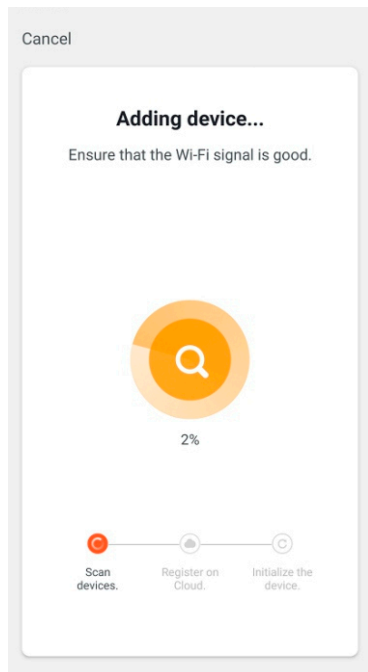 Cancel
Adding device...
Ensure that the Wi-Fi signal is good.
2%
Scan
devices.
Register on
Cloud.
Initialize the
device.